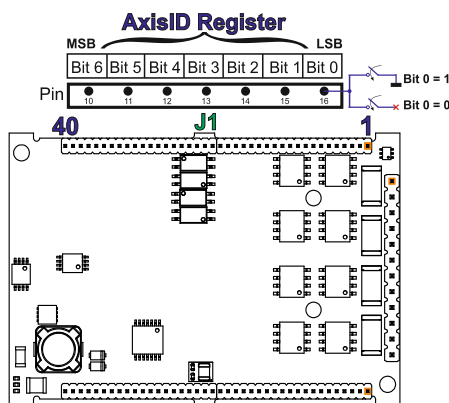 AxisID Register
MSB LSB
Bit 6 Bit 5 Bit 4 Bit 3 Bit 2 Bit 1 Bit 0
Bit 0 = 1
Pin
10 11 12 13 14 15 16
Bit 0 = 0
40 J1 1